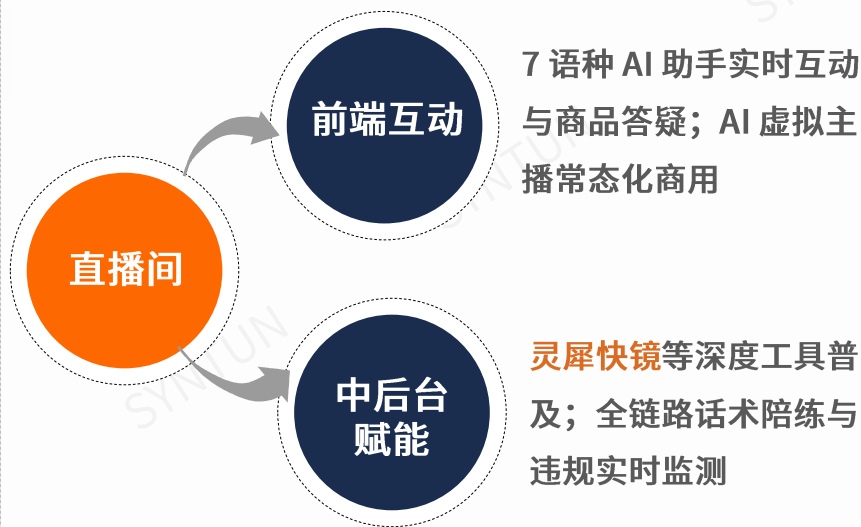 前端互动
7 语种 AI 助手实时互动
与商品答疑；AI 虚拟主
播常态化商用
直播间
中后台
赋能
灵犀快镜等深度工具普
及；全链路话术陪练与
违规实时监测
SYNTUN
SYNTUN